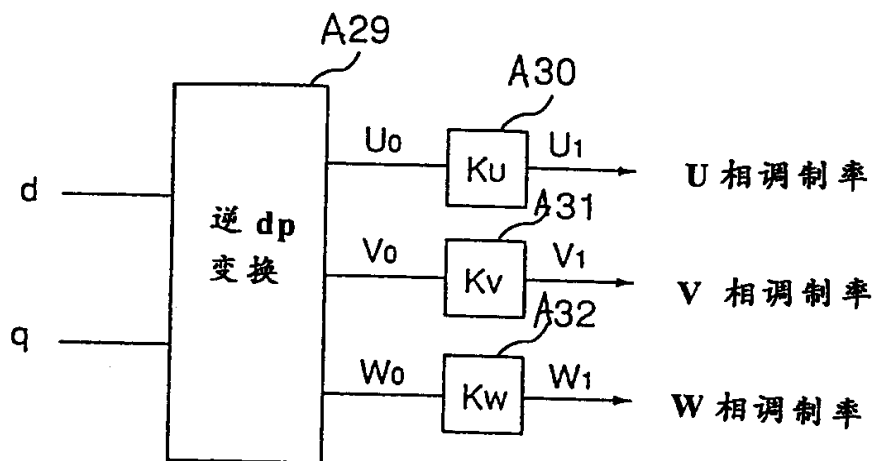 A29
A30
U₀
Ku
U₁
U 相调制率
d
逆 dp
变换
A31
V₀
Kv
V₁
V 相调制率
q
A32
W₀
Kw
W₁
W 相调制率